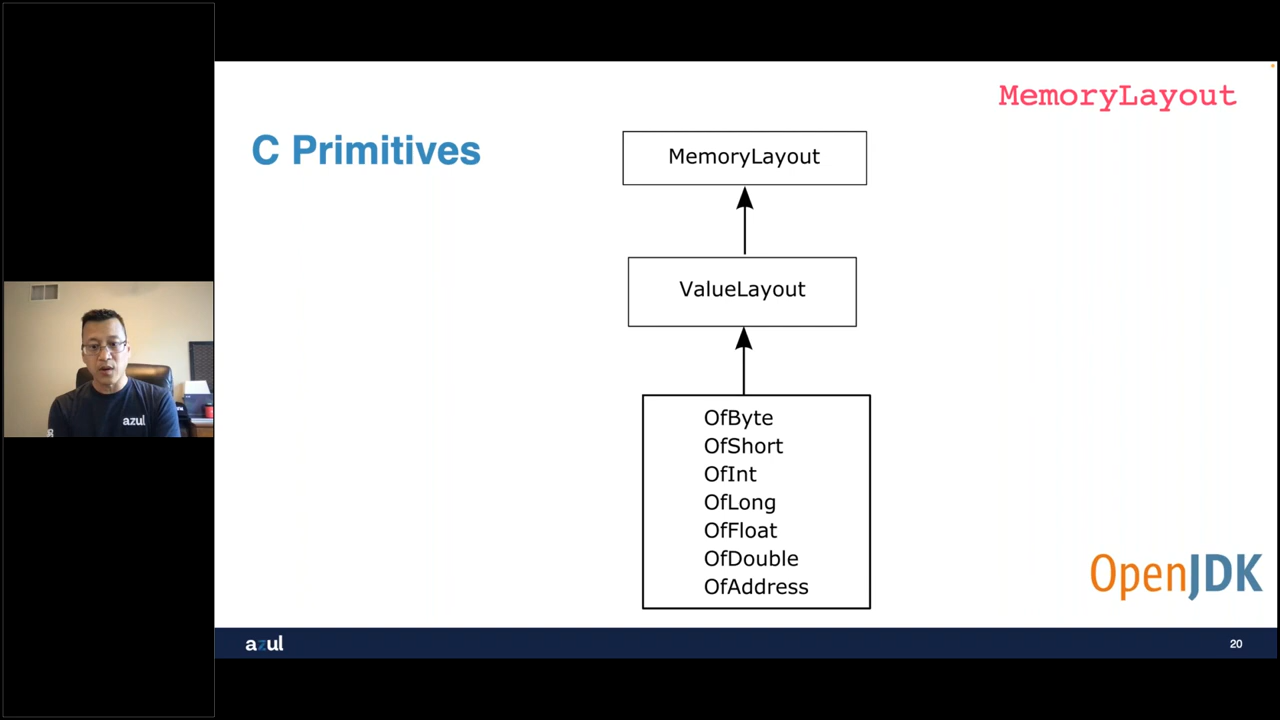 MemoryLayout
C Primitives
MemoryLayout
ValueLayout
OfByte
OfShort
OfInt
OfLong
OfFloat
OfDouble
OfAddress
OpenJDK
azul
azul
20